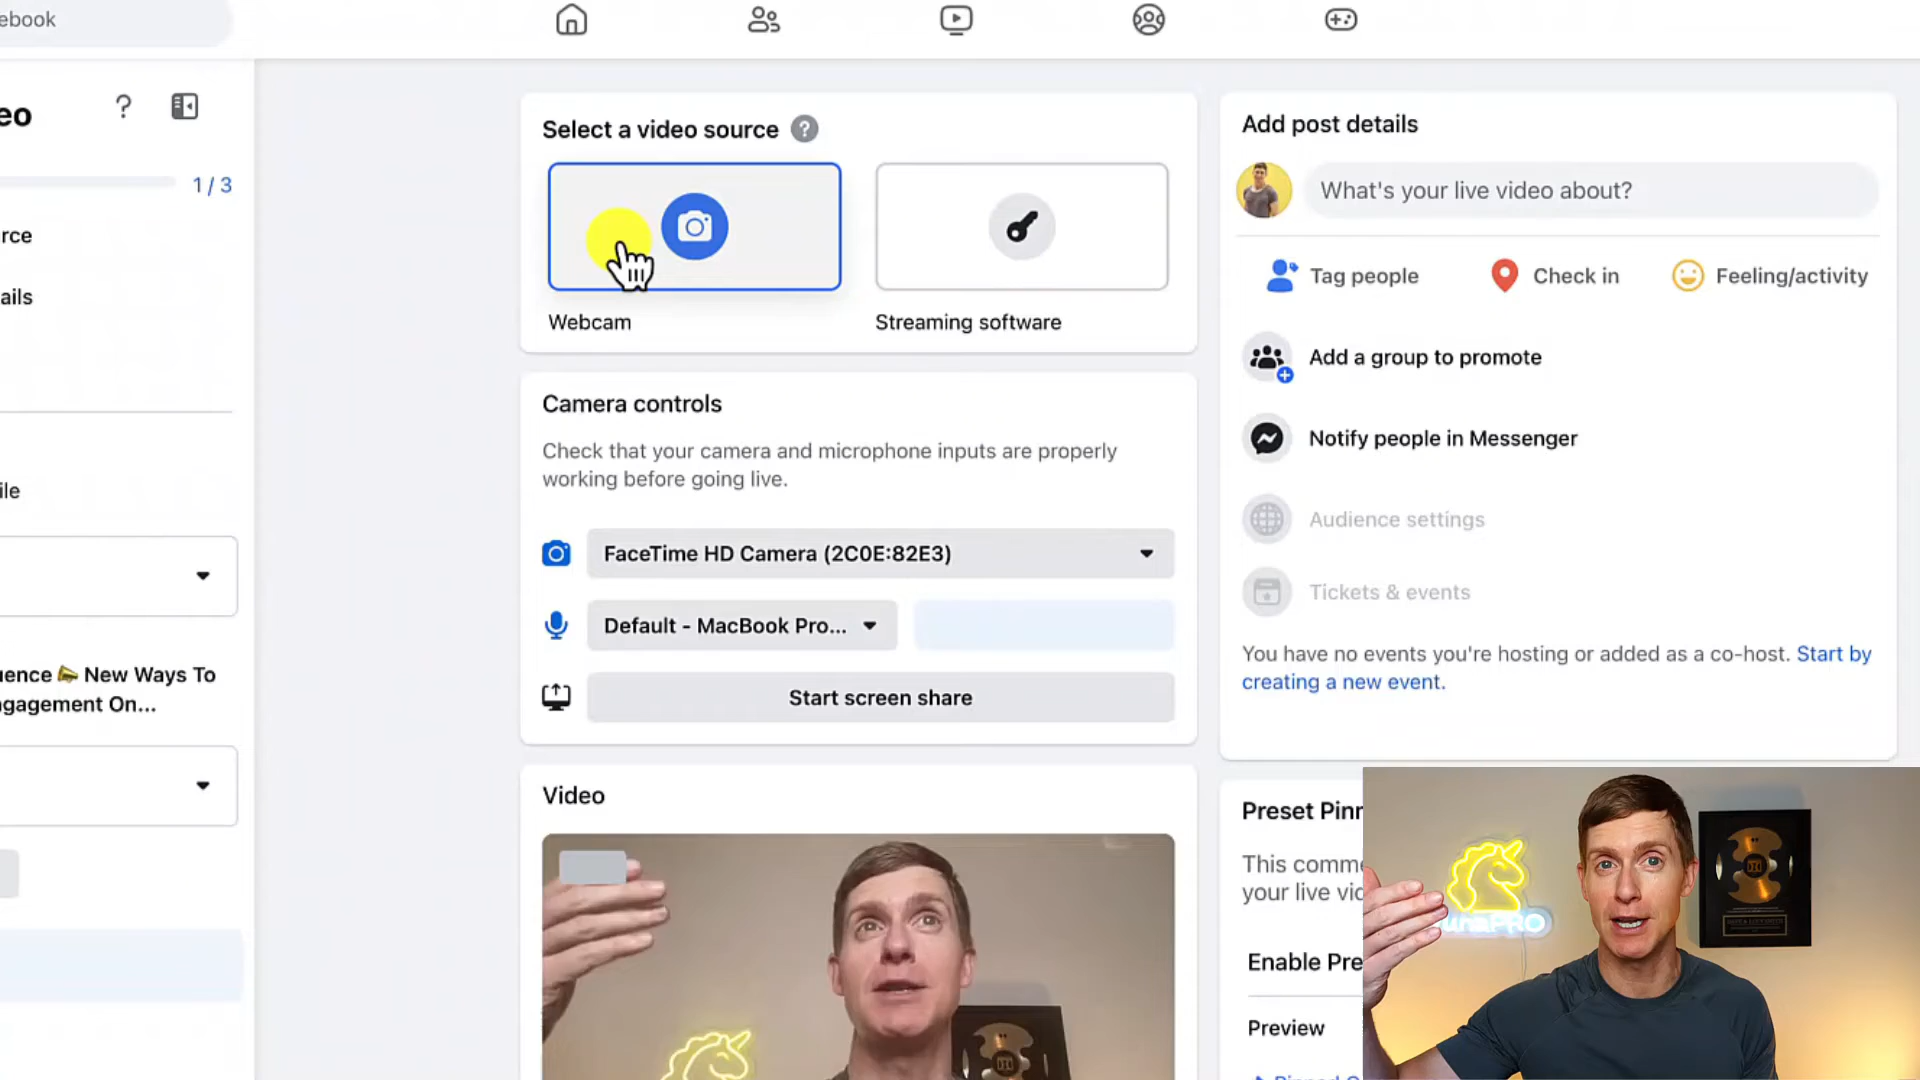 ebook
eo
1 / 3
rce
ails
ile
uence 📣 New Ways To
ngagement On...
Select a video source
Webcam
Streaming software
Camera controls
Check that your camera and microphone inputs are properly
working before going live.
FaceTime HD Camera (2C0E:82E3)
Default - MacBook Pro...
Start screen share
Video
Add post details
What's your live video about?
Tag people
Check in
Feeling/activity
Add a group to promote
Notify people in Messenger
Audience settings
Tickets & events
You have no events you're hosting or added as a co-host. Start by
creating a new event.
Preset Pinn
This comme
your live vid
Enable Pre
Preview